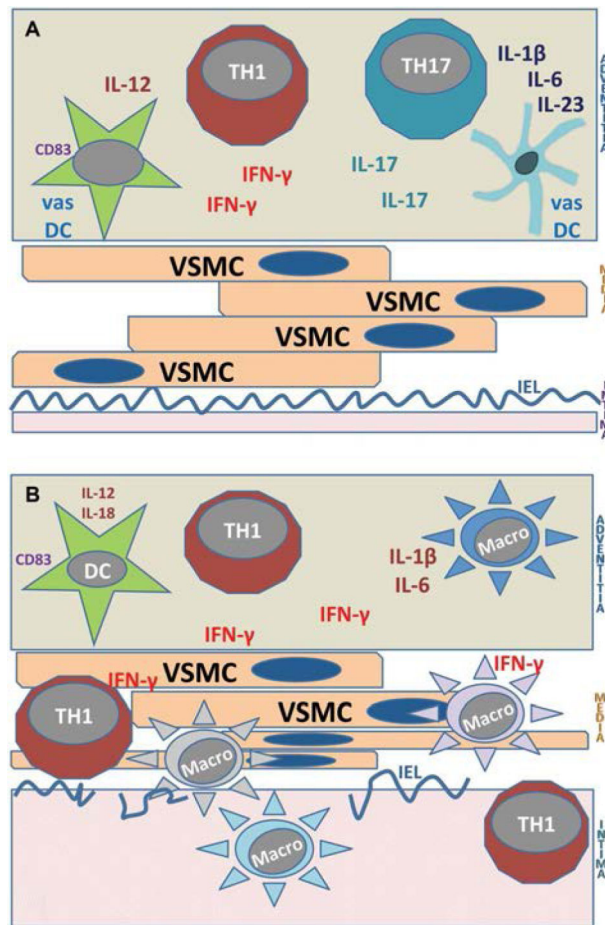 A
TH1
TH17
IL-1β
IL-6
IL-23
IL-12
CD83
vas
DC
IFN-γ
IFN-γ
IL-17
IL-17
vas
DC
ADVENTITIA
VSMC
VSMC
VSMC
VSMC
MEDIA
IEL
INTIMA
B
IL-12
IL-18
CD83
DC
TH1
Macro
IL-1β
IL-6
IFN-γ
IFN-γ
ADVENTITIA
VSMC
IFN-γ
IFN-γ
TH1
VSMC
Macro
Macro
MEDIA
IEL
Macro
TH1
INTIMA